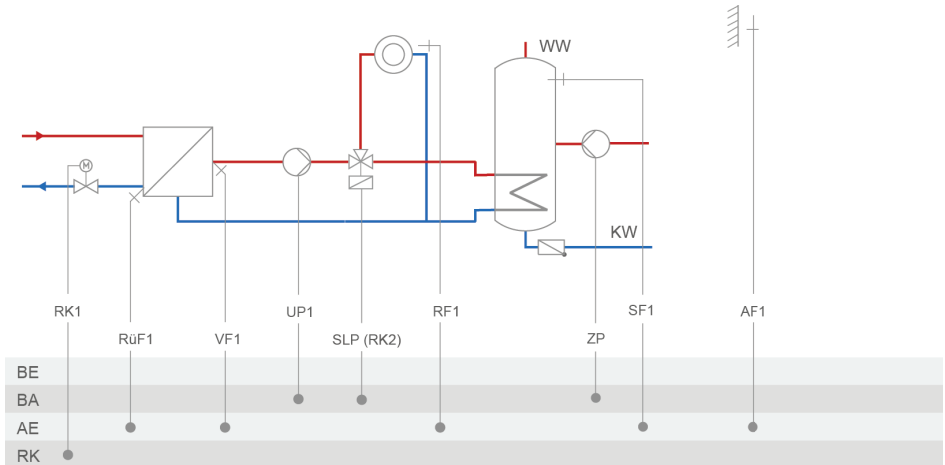 WW
M
KW
RK1
UP1
RF1
SF1
AF1
RüF1
VF1
SLP (RK2)
ZP
BE
BA
AE
RK